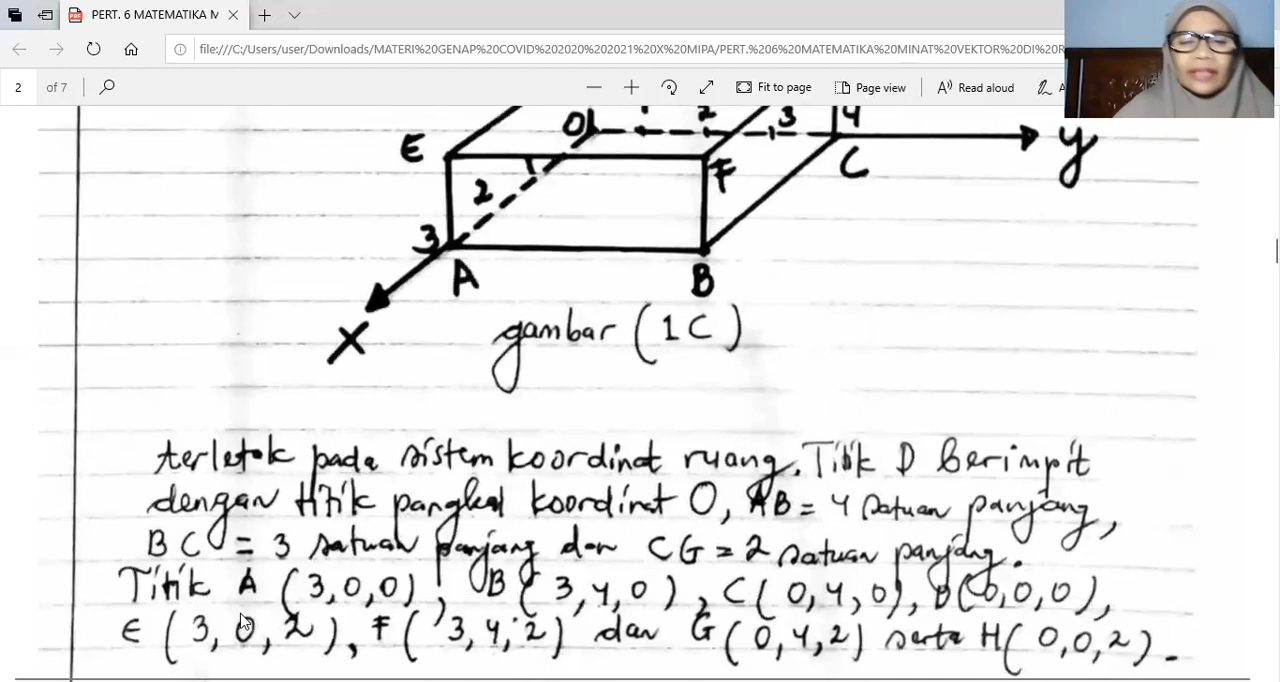 PERT. 6 MATEMATIKA M
file:///C:/Users/user/Downloads/MATERI%20GENAP%20COVID%202020%202021%20X%20MIPA/PERT.%206%20MATEMATIKA%20MINAT%20VEKTOR%20DI%20R
2 of 7 Fit to page Page view Read aloud
0 1 2 3 4
E F C y
2
3
A B
X
gambar (1C)
terletak pada sistem koordinat ruang. Titik D berimpit
dengan titik pangkal koordinat O, AB = 4 satuan panjang,
BC = 3 satuan panjang dan CG = 2 satuan panjang.
Titik A (3,0,0), B (3,4,0), C(0,4,0), D(0,0,0),
E (3,0,2), F (3,4,2) dan G(0,4,2) serta H(0,0,2).